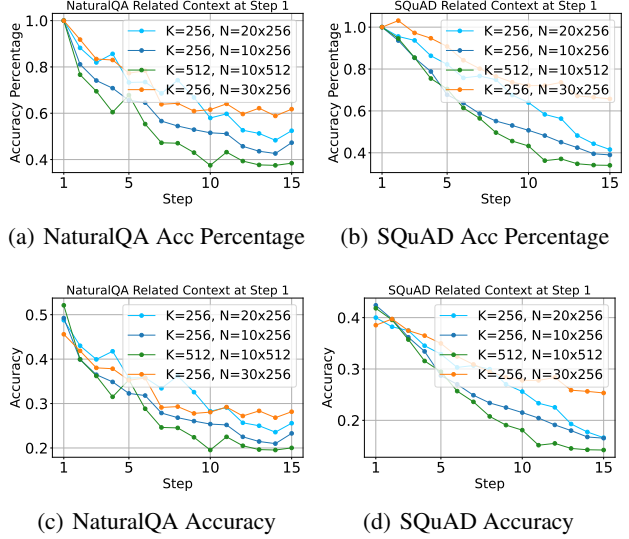 NaturalQA Related Context at Step 1
Accuracy Percentage
1.0
0.8
0.6
0.4
K=256, N=20x256
K=256, N=10x256
K=512, N=10x512
K=256, N=30x256
1 5 10 15
Step
(a) NaturalQA Acc Percentage
SQuAD Related Context at Step 1
Accuracy Percentage
1.0
0.8
0.6
0.4
K=256, N=20x256
K=256, N=10x256
K=512, N=10x512
K=256, N=30x256
1 5 10 15
Step
(b) SQuAD Acc Percentage
NaturalQA Related Context at Step 1
Accuracy
0.5
0.4
0.3
0.2
K=256, N=20x256
K=256, N=10x256
K=512, N=10x512
K=256, N=30x256
1 5 10 15
Step
(c) NaturalQA Accuracy
SQuAD Related Context at Step 1
Accuracy
0.4
0.3
0.2
K=256, N=20x256
K=256, N=10x256
K=512, N=10x512
K=256, N=30x256
1 5 10 15
Step
(d) SQuAD Accuracy